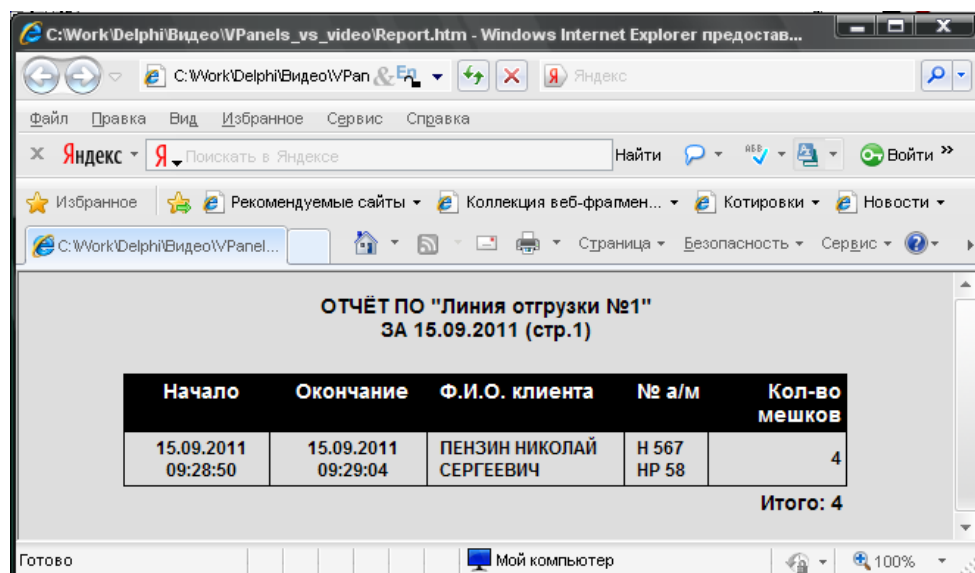 C:\Work\Delphi\Видео\VPanels_vs_video\Report.htm - Windows Internet Explorer предостав...
C:\Work\Delphi\Видео\VPan
Яндекс
Файл Правка Вид Избранное Сервис Справка
Яндекс Поискать в Яндексе Найти Войти »
Избранное Рекомендуемые сайты Коллекция веб-фрагмен... Котировки Новости
C:\Work\Delphi\Видео\VPanel... Страница Безопасность Сервис
ОТЧЁТ ПО "Линия отгрузки №1"
ЗА 15.09.2011 (стр.1)
Начало Окончание Ф.И.О. клиента № а/м Кол-во
мешков
15.09.2011 15.09.2011 ПЕНЗИН НИКОЛАЙ Н 567
09:28:50 09:29:04 СЕРГЕЕВИЧ НР 58 4
Итого: 4
Готово Мой компьютер 100%